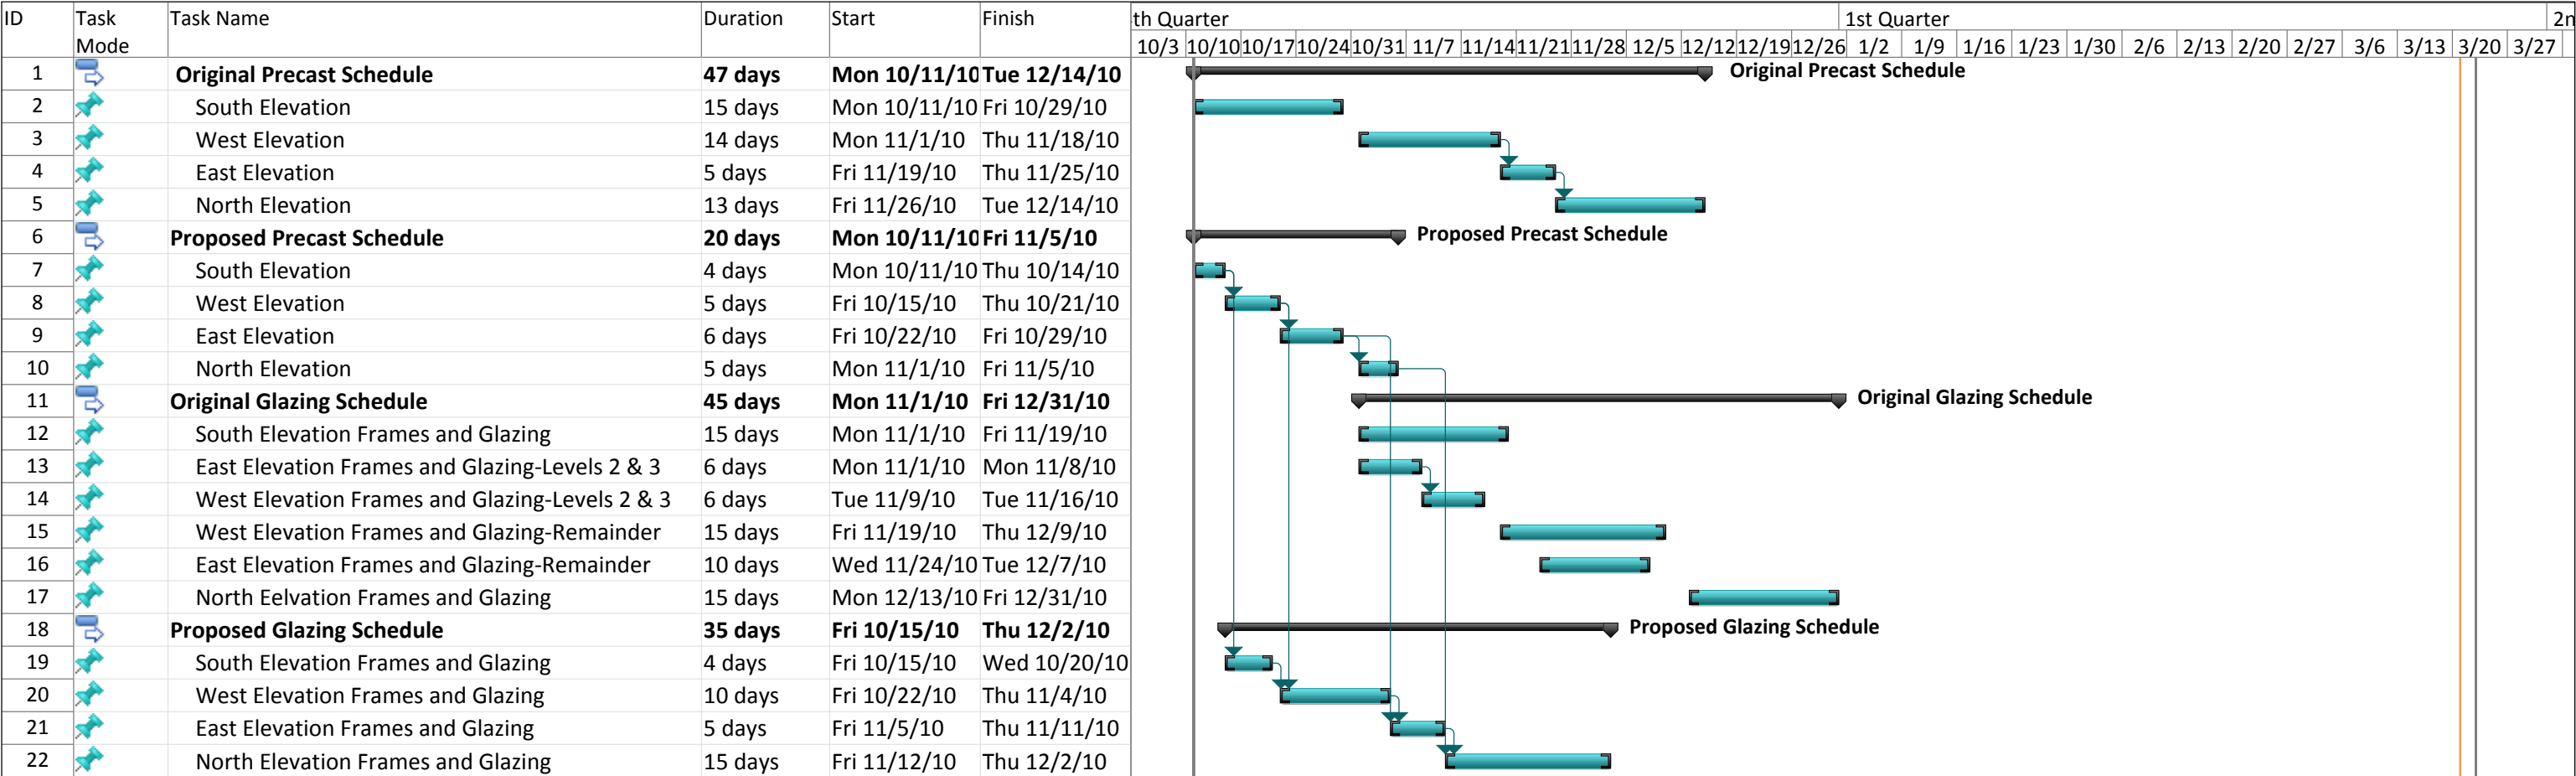 ID Task Mode Task Name Duration Start Finish
th Quarter 1st Quarter 2n
10/3 10/10 10/17 10/24 10/31 11/7 11/14 11/21 11/28 12/5 12/12 12/19 12/26 1/2 1/9 1/16 1/23 1/30 2/6 2/13 2/20 2/27 3/6 3/13 3/20 3/27
1 Original Precast Schedule 47 days Mon 10/11/10 Tue 12/14/10 Original Precast Schedule
2 South Elevation 15 days Mon 10/11/10 Fri 10/29/10
3 West Elevation 14 days Mon 11/1/10 Thu 11/18/10
4 East Elevation 5 days Fri 11/19/10 Thu 11/25/10
5 North Elevation 13 days Fri 11/26/10 Tue 12/14/10
6 Proposed Precast Schedule 20 days Mon 10/11/10 Fri 11/5/10 Proposed Precast Schedule
7 South Elevation 4 days Mon 10/11/10 Thu 10/14/10
8 West Elevation 5 days Fri 10/15/10 Thu 10/21/10
9 East Elevation 6 days Fri 10/22/10 Fri 10/29/10
10 North Elevation 5 days Mon 11/1/10 Fri 11/5/10
11 Original Glazing Schedule 45 days Mon 11/1/10 Fri 12/31/10 Original Glazing Schedule
12 South Elevation Frames and Glazing 15 days Mon 11/1/10 Fri 11/19/10
13 East Elevation Frames and Glazing-Levels 2 & 3 6 days Mon 11/1/10 Mon 11/8/10
14 West Elevation Frames and Glazing-Levels 2 & 3 6 days Tue 11/9/10 Tue 11/16/10
15 West Elevation Frames and Glazing-Remainder 15 days Fri 11/19/10 Thu 12/9/10
16 East Elevation Frames and Glazing-Remainder 10 days Wed 11/24/10 Tue 12/7/10
17 North Eelvation Frames and Glazing 15 days Mon 12/13/10 Fri 12/31/10
18 Proposed Glazing Schedule 35 days Fri 10/15/10 Thu 12/2/10 Proposed Glazing Schedule
19 South Elevation Frames and Glazing 4 days Fri 10/15/10 Wed 10/20/10
20 West Elevation Frames and Glazing 10 days Fri 10/22/10 Thu 11/4/10
21 East Elevation Frames and Glazing 5 days Fri 11/5/10 Thu 11/11/10
22 North Elevation Frames and Glazing 15 days Fri 11/12/10 Thu 12/2/10